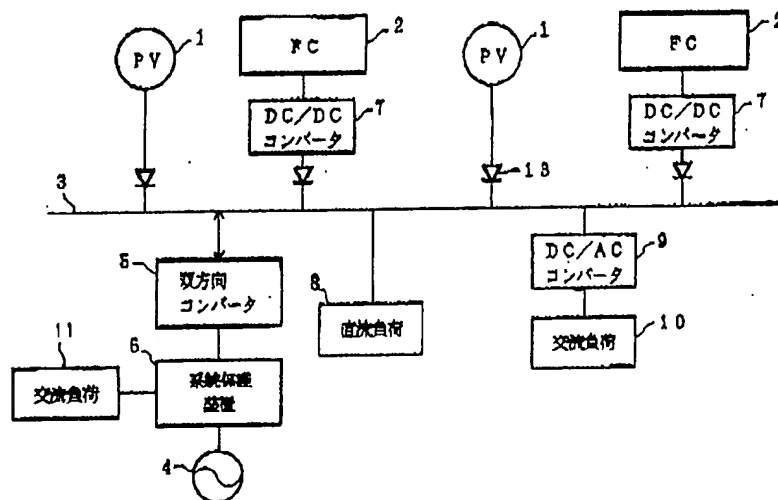 PV
1
FC
2
PV
1
FC
2
DC/DC
コンバータ
7
DC/DC
コンバータ
7
13
3
5
双方向
コンバータ
8
直流負荷
DC/AC
コンバータ
9
11
交流負荷
6
系統保護
装置
交流負荷
10
4